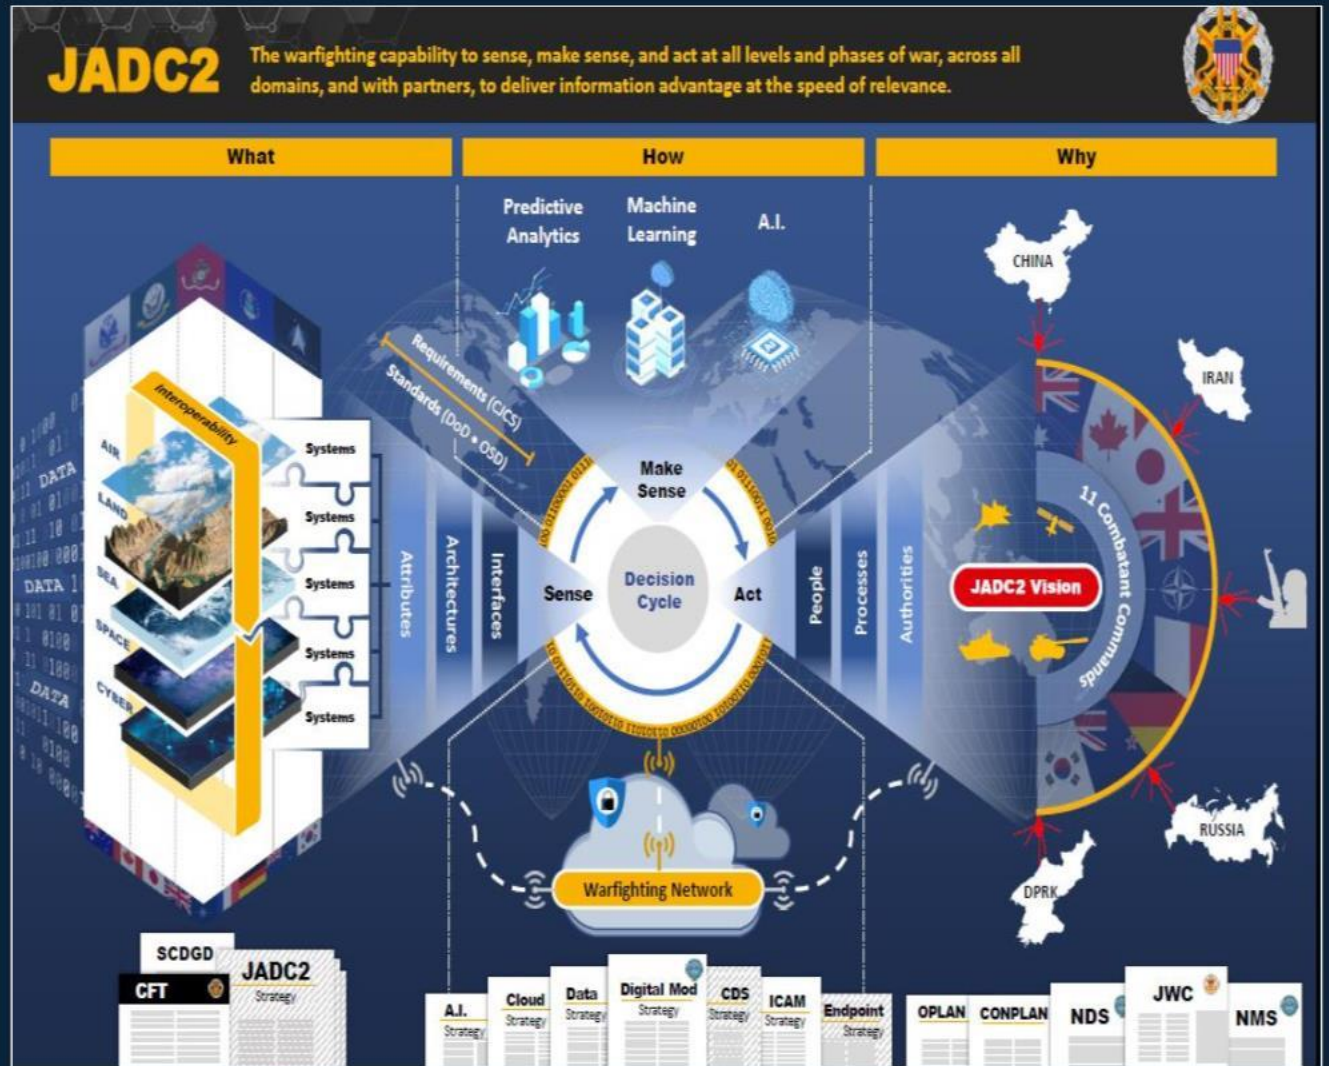 JADC2
The warfighting capability to sense, make sense, and act at all levels and phases of war, across all
domains, and with partners, to deliver information advantage at the speed of relevance.
What
How
Why
Predictive
Analytics
Machine
Learning
A.I.
Requirements (CJCS)
Standards (DoD • OSD)
Interoperability
AIR
LAND
SEA
SPACE
CYBER
DATA
DATA
DATA
Systems
Systems
Systems
Systems
Systems
Attributes
Architectures
Interfaces
Sense
Make
Sense
Act
Decision
Cycle
People
Processes
Authorities
JADC2 Vision
11 Combatant Commands
CHINA
IRAN
RUSSIA
DPRK
Warfighting Network
SCDGD
CFT
JADC2
Strategy
A.I.
Strategy
Cloud
Strategy
Data
Strategy
Digital Mod
Strategy
CDS
Strategy
ICAM
Strategy
Endpoint
Strategy
OPLAN
CONPLAN
NDS
JWC
NMS